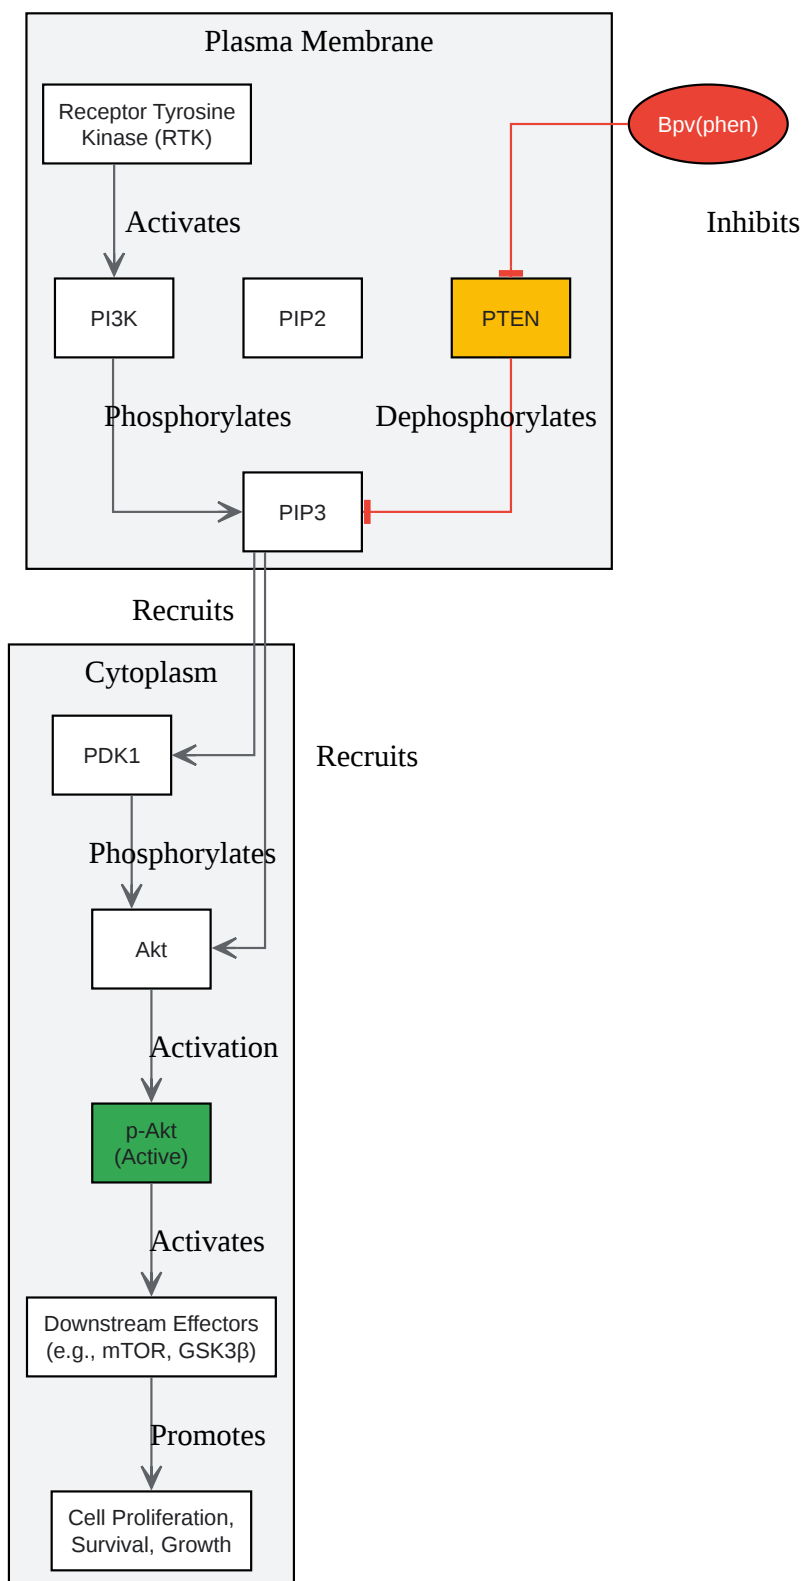 Plasma Membrane
Receptor Tyrosine
Kinase (RTK)
Bpv(phen)
Activates
Inhibits
PI3K
PIP2
PTEN
Phosphorylates
Dephosphorylates
PIP3
Recruits
Cytoplasm
PDK1
Recruits
Phosphorylates
Akt
Activation
p-Akt
(Active)
Activates
Downstream Effectors
(e.g., mTOR, GSK3β)
Promotes
Cell Proliferation,
Survival, Growth